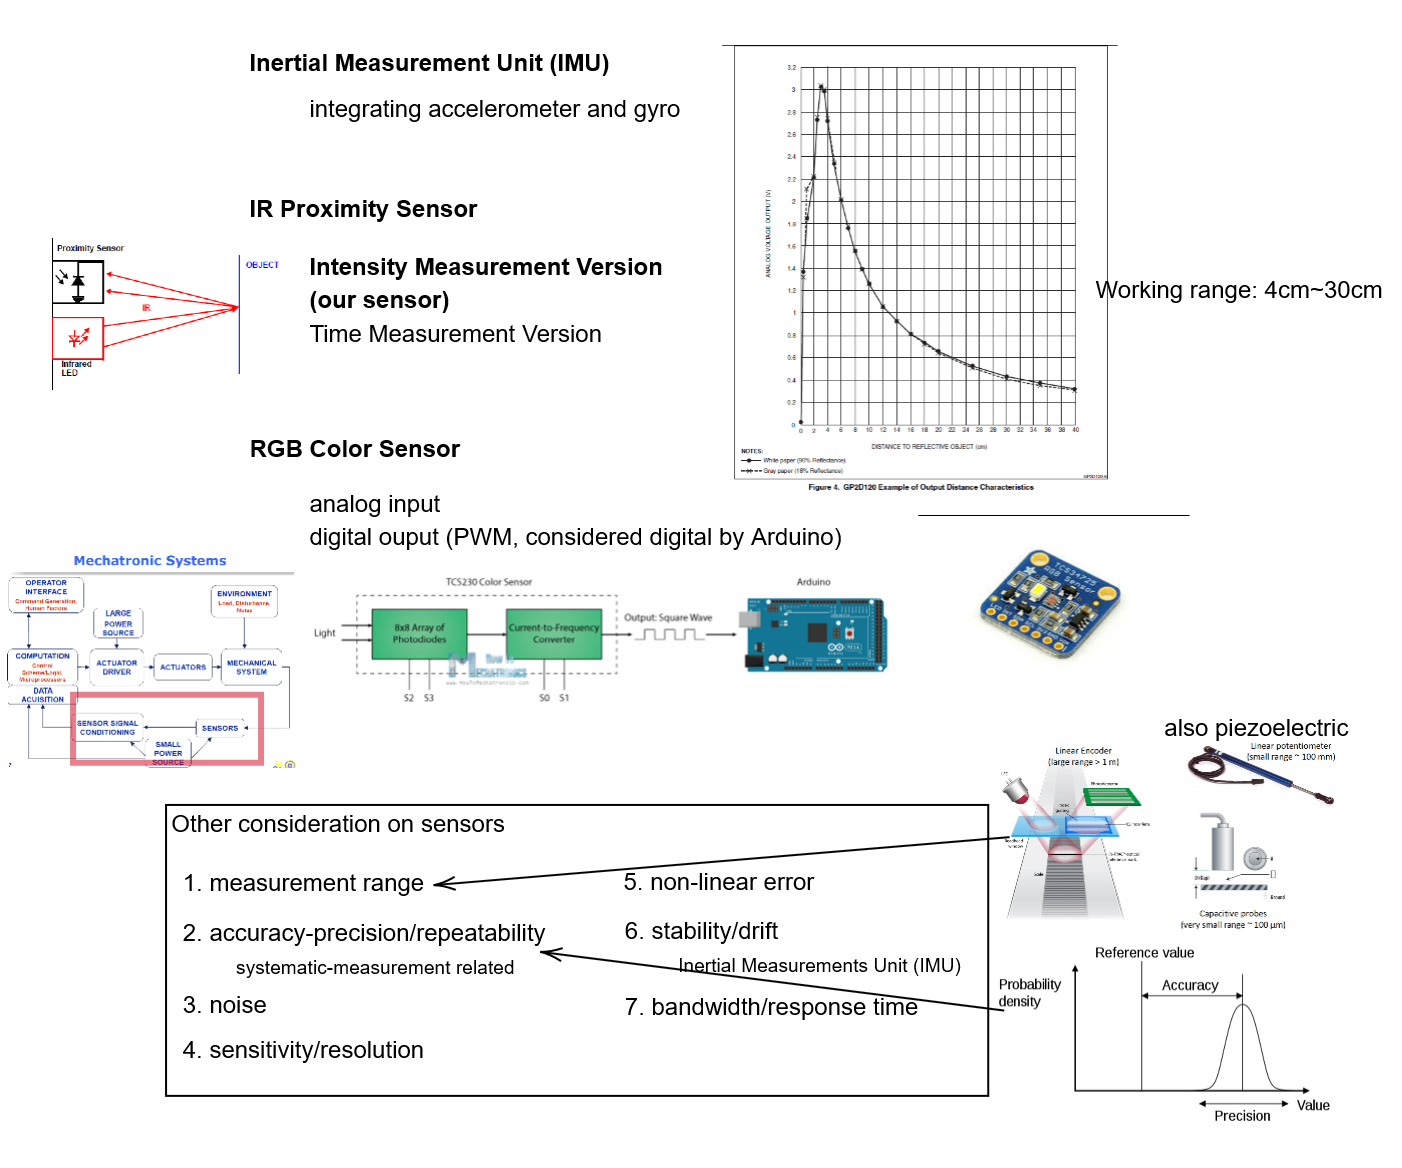 Inertial Measurement Unit (IMU)
integrating accelerometer and gyro
IR Proximity Sensor
Proximity Sensor
OBJECT
IR
Infrared
LED
Intensity Measurement Version
(our sensor)
Time Measurement Version
3.2
3
2.8
2.6
2.4
2.2
2
1.8
1.6
1.4
1.2
1
0.8
0.6
0.4
0.2
0
ANALOG VOLTAGE OUTPUT (V)
0 2 4 6 8 10 12 14 16 18 20 22 24 26 28 30 32 34 36 38 40
DISTANCE TO REFLECTIVE OBJECT (cm)
NOTES:
White paper (90% Reflectance)
Gray paper (18% Reflectance)
Figure 4. GP2D120 Example of Output Distance Characteristics
Working range: 4cm~30cm
RGB Color Sensor
analog input
digital ouput (PWM, considered digital by Arduino)
Mechatronic Systems
OPERATOR
INTERFACE
Command Generation,
Human Factors
LARGE
POWER
SOURCE
ENVIRONMENT
Load, Disturbance,
Noise
COMPUTATION
Control
Scheme/Logic,
Microprocessors
ACTUATOR
DRIVER
ACTUATORS
MECHANICAL
SYSTEM
DATA
ACUISITION
SENSOR SIGNAL
CONDITIONING
SENSORS
SMALL
POWER
SOURCE
TCS230 Color Sensor
Light
8x8 Array of
Photodiodes
Current-to-Frequency
Converter
Output: Square Wave
Arduino
How To
MECHATRONICS
www.HowToMechatronics.com
S2 S3 S0 S1
TCS34725
RGB Sensor
also piezoelectric
Linear Encoder
(large range > 1 m)
Linear potentiometer
(small range ~ 100 mm)
Scale
Ground
Capacitive probes
(very small range ~ 100 μm)
Other consideration on sensors
1. measurement range
2. accuracy-precision/repeatability
systematic-measurement related
3. noise
4. sensitivity/resolution
5. non-linear error
6. stability/drift
Inertial Measurements Unit (IMU)
7. bandwidth/response time
Reference value
Probability
density
Accuracy
Precision
Value